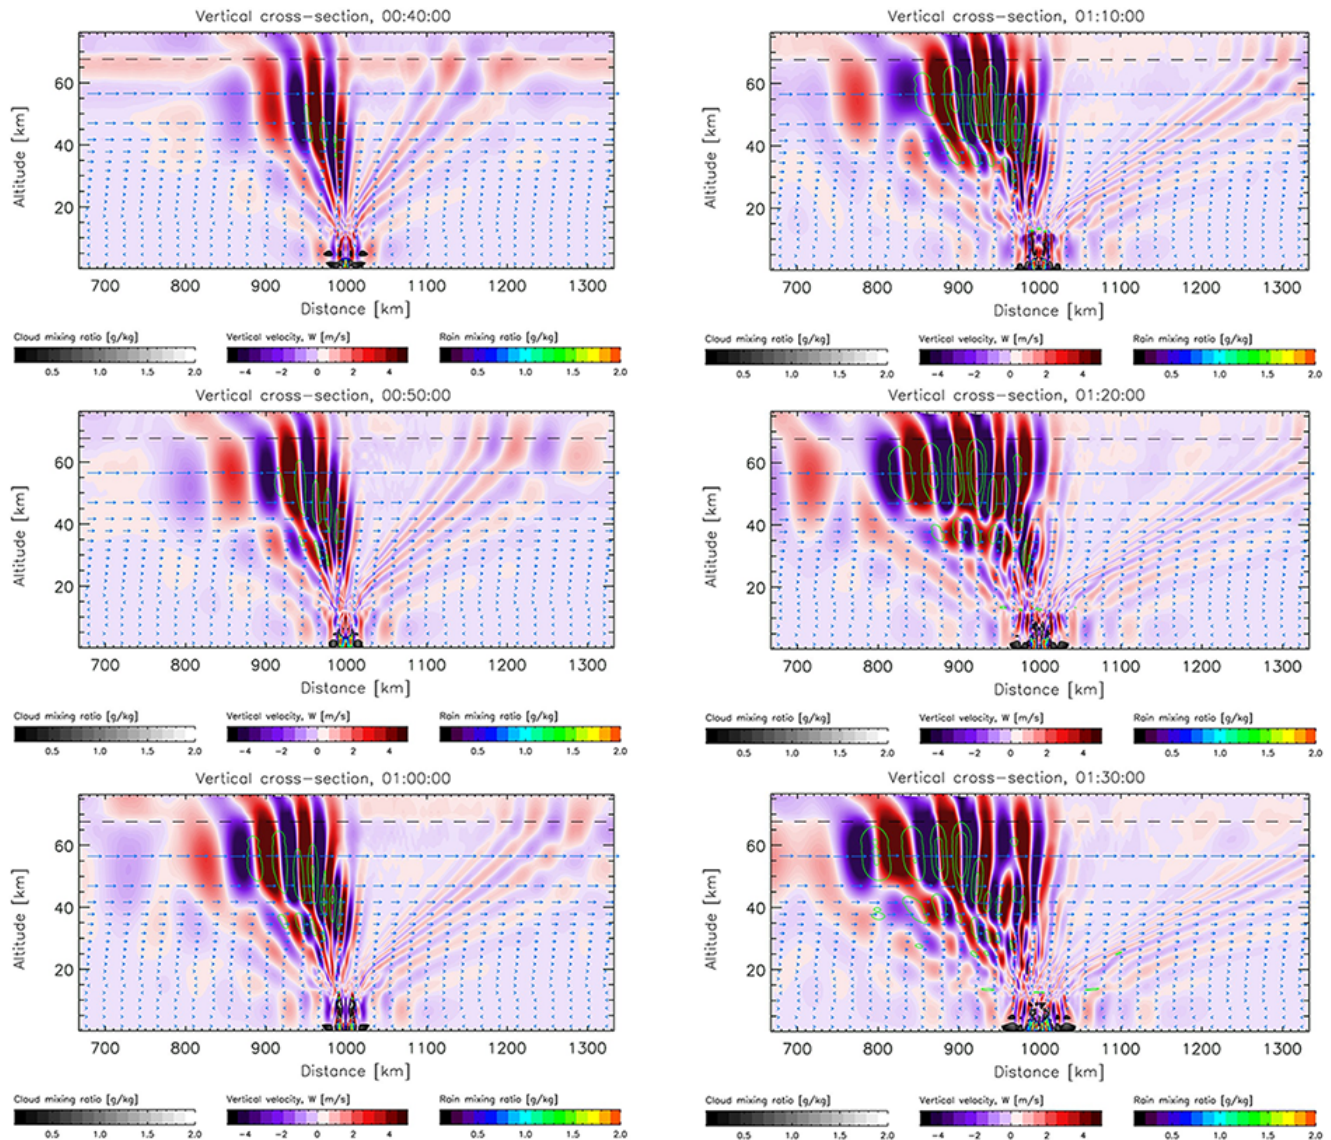 Vertical cross-section, 00:40:00
Altitude [km]
60
40
20
700 800 900 1000 1100 1200 1300
Distance [km]
Cloud mixing ratio [g/kg] Vertical velocity, W [m/s] Rain mixing ratio [g/kg]
0.5 1.0 1.5 2.0 -4 -2 0 2 4 0.5 1.0 1.5 2.0
Vertical cross-section, 00:50:00
Altitude [km]
60
40
20
700 800 900 1000 1100 1200 1300
Distance [km]
Cloud mixing ratio [g/kg] Vertical velocity, W [m/s] Rain mixing ratio [g/kg]
0.5 1.0 1.5 2.0 -4 -2 0 2 4 0.5 1.0 1.5 2.0
Vertical cross-section, 01:00:00
Altitude [km]
60
40
20
700 800 900 1000 1100 1200 1300
Distance [km]
Cloud mixing ratio [g/kg] Vertical velocity, W [m/s] Rain mixing ratio [g/kg]
0.5 1.0 1.5 2.0 -4 -2 0 2 4 0.5 1.0 1.5 2.0
Vertical cross-section, 01:10:00
Altitude [km]
60
40
20
700 800 900 1000 1100 1200 1300
Distance [km]
Cloud mixing ratio [g/kg] Vertical velocity, W [m/s] Rain mixing ratio [g/kg]
0.5 1.0 1.5 2.0 -4 -2 0 2 4 0.5 1.0 1.5 2.0
Vertical cross-section, 01:20:00
Altitude [km]
60
40
20
700 800 900 1000 1100 1200 1300
Distance [km]
Cloud mixing ratio [g/kg] Vertical velocity, W [m/s] Rain mixing ratio [g/kg]
0.5 1.0 1.5 2.0 -4 -2 0 2 4 0.5 1.0 1.5 2.0
Vertical cross-section, 01:30:00
Altitude [km]
60
40
20
700 800 900 1000 1100 1200 1300
Distance [km]
Cloud mixing ratio [g/kg] Vertical velocity, W [m/s] Rain mixing ratio [g/kg]
0.5 1.0 1.5 2.0 -4 -2 0 2 4 0.5 1.0 1.5 2.0